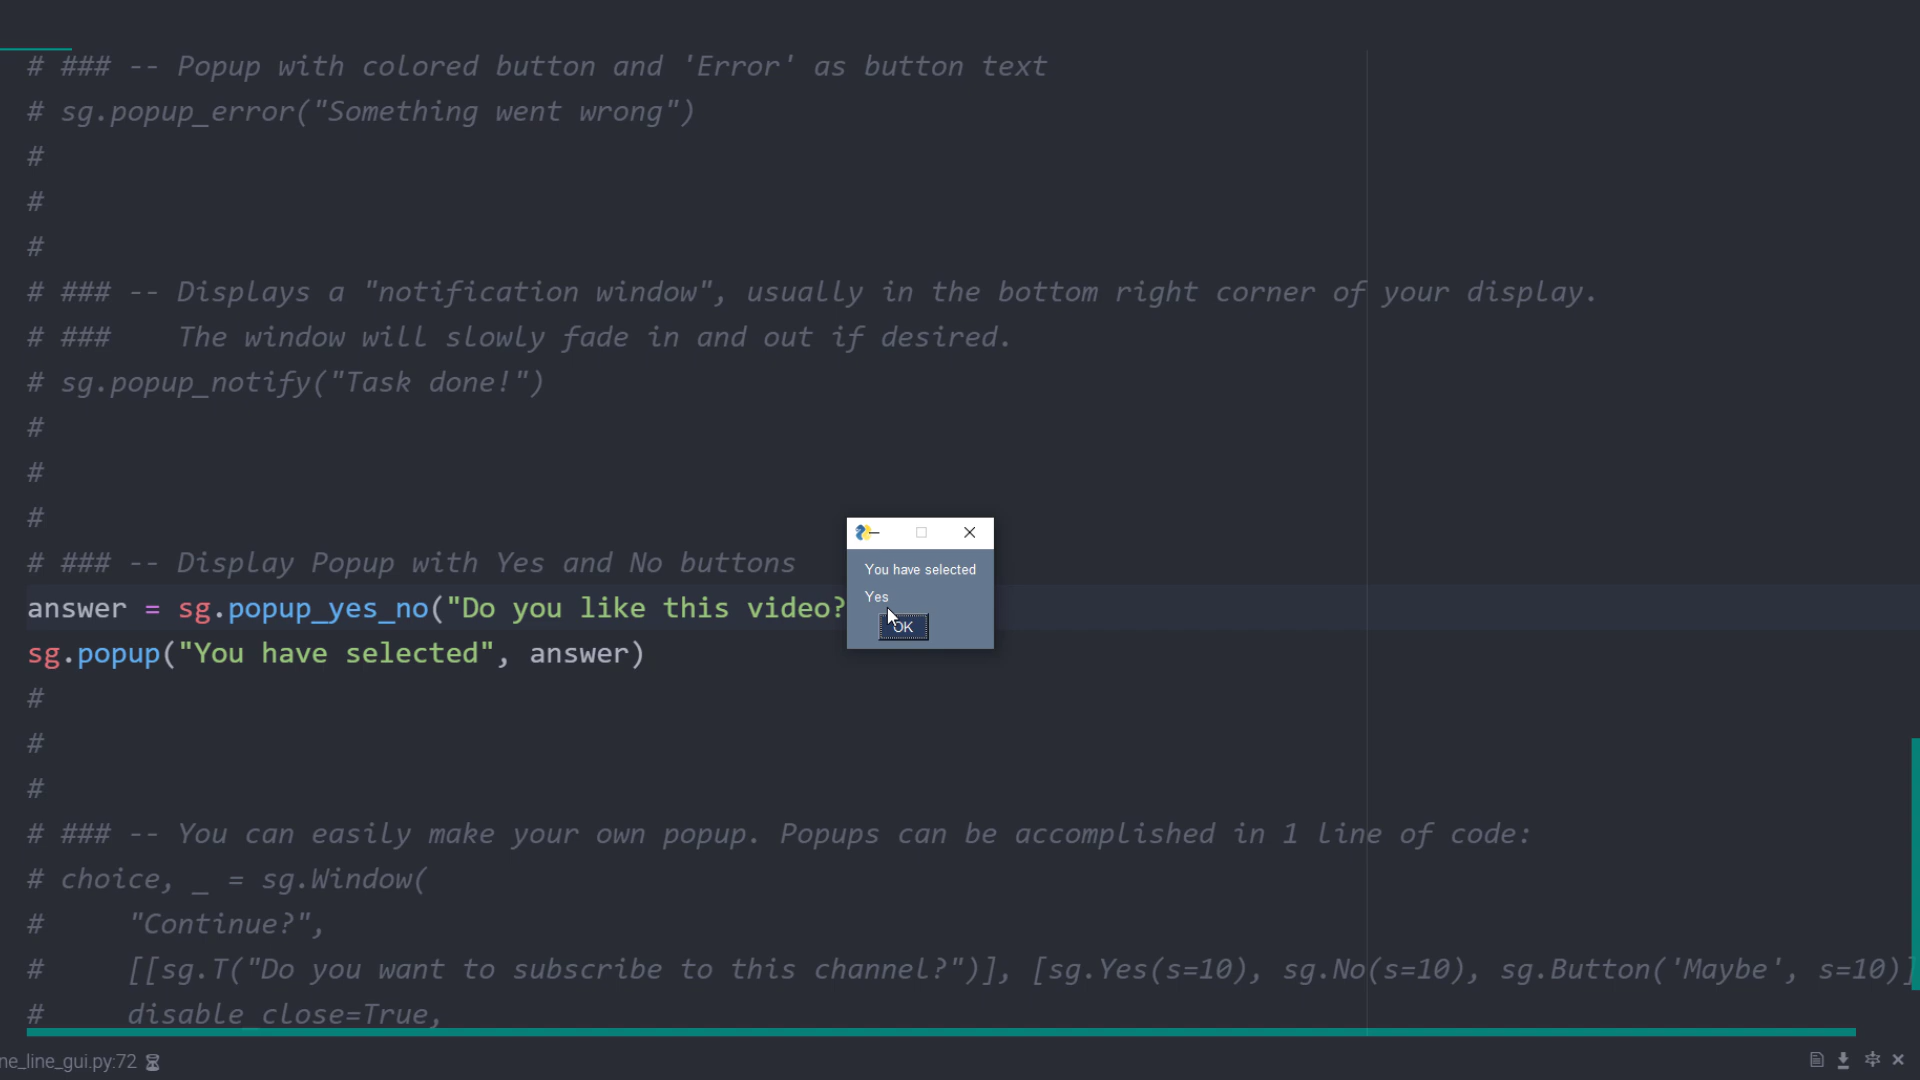 # ### -- Popup with colored button and 'Error' as button text
# sg.popup_error("Something went wrong")
#
#
#
# ### -- Displays a "notification window", usually in the bottom right corner of your display.
# ###    The window will slowly fade in and out if desired.
# sg.popup_notify("Task done!")
#
#
#
# ### -- Display Popup with Yes and No buttons
answer = sg.popup_yes_no("Do you like this video?
sg.popup("You have selected", answer)
You have selected
Yes
OK
#
#
#
# ### -- You can easily make your own popup. Popups can be accomplished in 1 line of code:
# choice, _ = sg.Window(
#     "Continue?",
#     [[sg.T("Do you want to subscribe to this channel?")], [sg.Yes(s=10), sg.No(s=10), sg.Button('Maybe', s=10)]
#     disable_close=True,
ne_line_gui.py:72